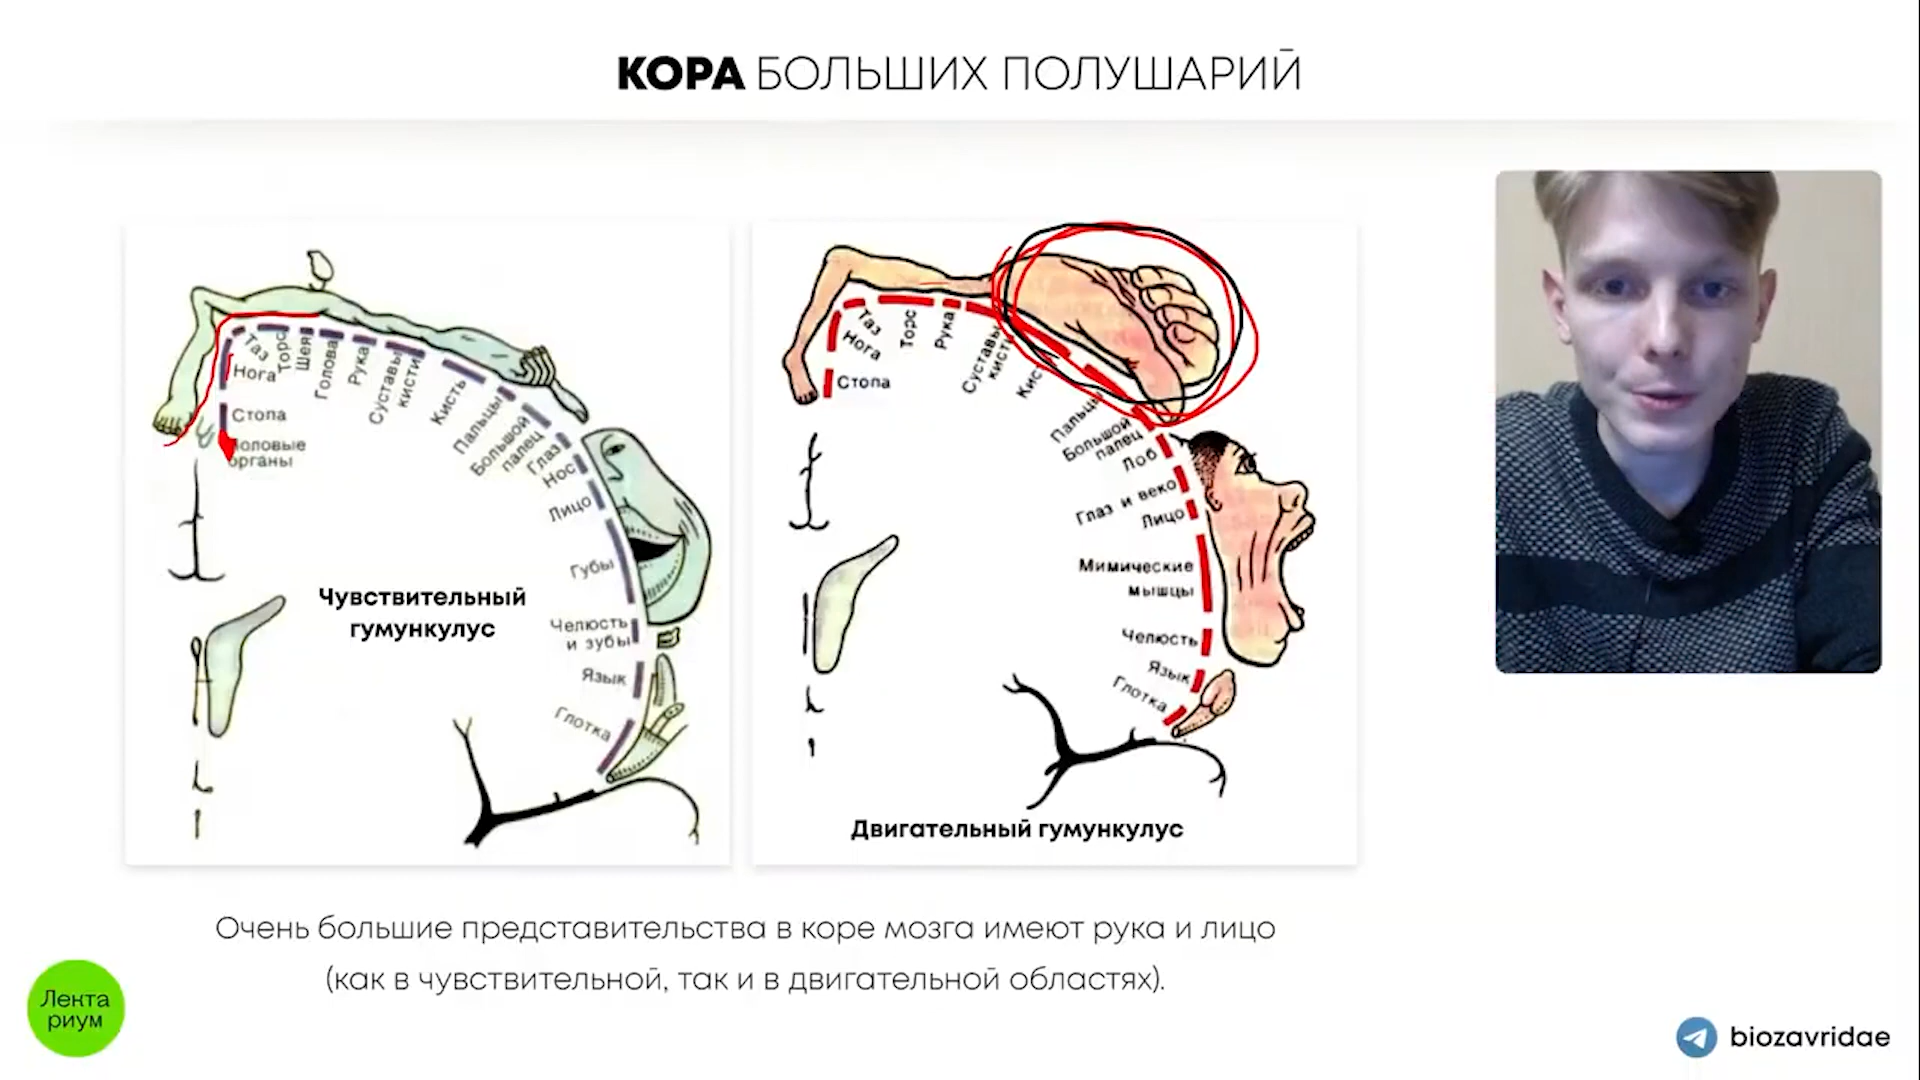 КОРА БОЛЬШИХ ПОЛУШАРИЙ
Таз
Торс
Шея
Голова
Рука
Суставы
кисти
Кисть
Пальцы
Большой
палец
Глаз
Нос
Лицо
Губы
Челюсть
и зубы
Язык
Глотка
Нога
Стопа
Половые
органы
Чувствительный
гумункулус
Таз
Нога
Стопа
Торс
Рука
Суставы
кисти
Пальцы
Большой
палец
Лоб
Глаз и веко
Лицо
Мимические
мышцы
Челюсть
Язык
Глотка
Двигательный гумункулус
Очень большие представительства в коре мозга имеют рука и лицо
(как в чувствительной, так и в двигательной областях).
Лекта
риум
biozavridae